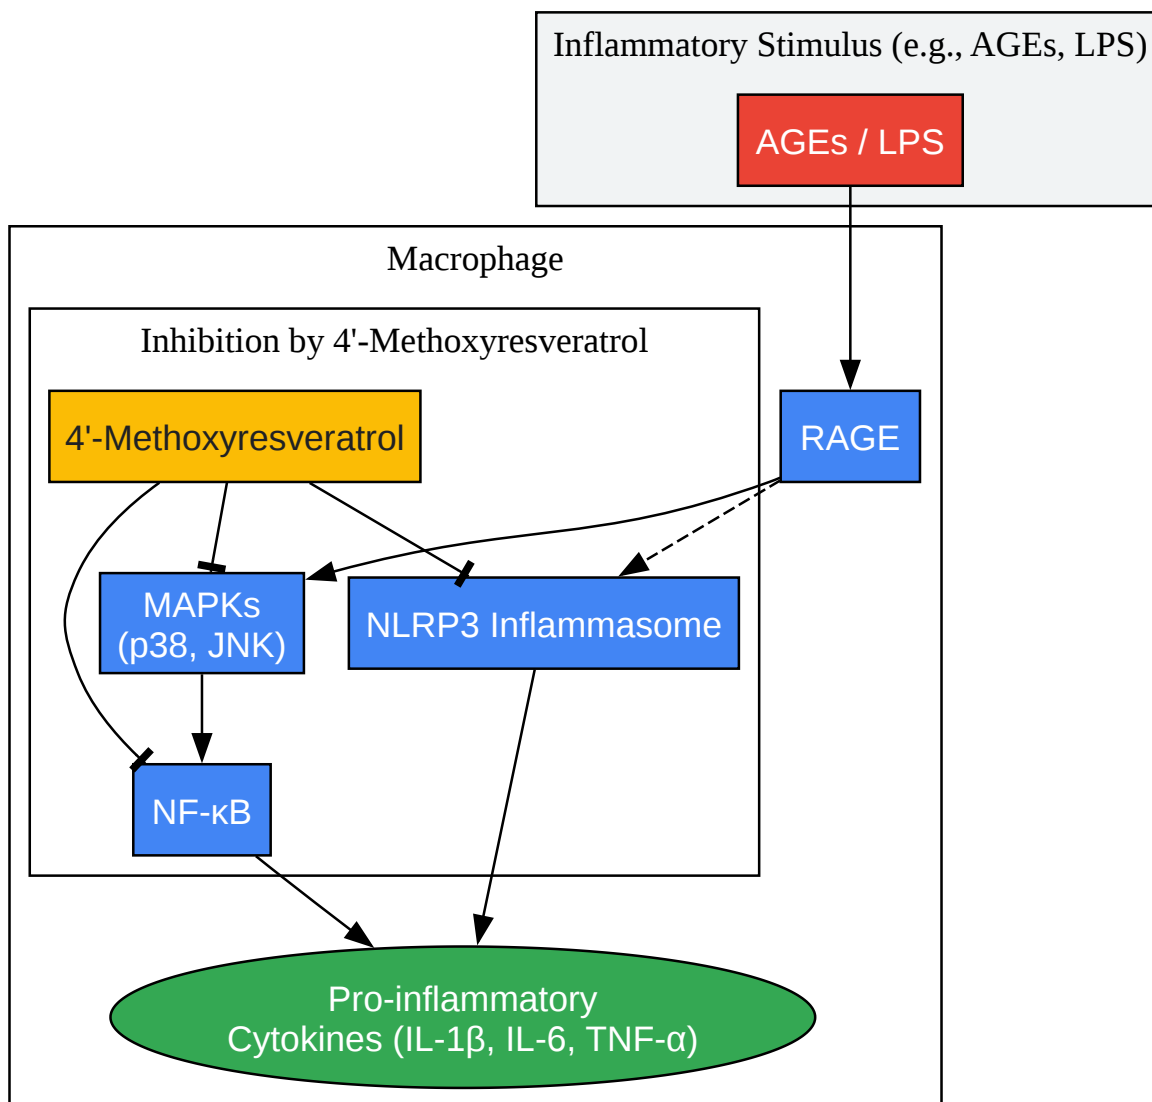 Inflammatory Stimulus (e.g., AGEs, LPS)
AGEs / LPS
Macrophage
Inhibition by 4'-Methoxyresveratrol
4'-Methoxyresveratrol
RAGE
MAPKs
(p38, JNK)
NLRP3 Inflammasome
NF-κB
Pro-inflammatory
Cytokines (IL-1β, IL-6, TNF-α)